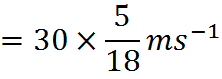 = 30 × 5/18 ms⁻¹